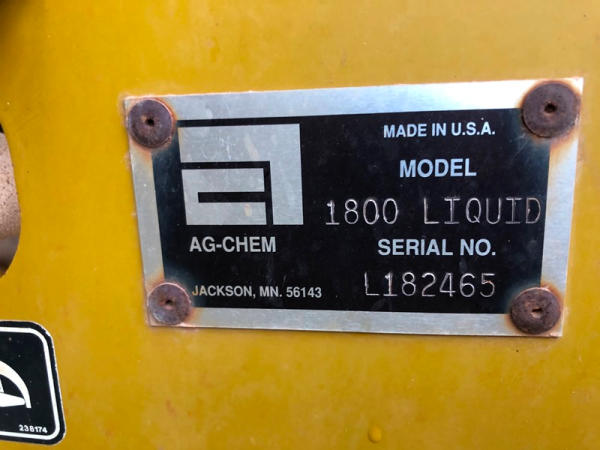 MADE IN U.S.A.
MODEL
1800 LIQUID
AG-CHEM
SERIAL NO.
JACKSON, MN. 56143
L182465
238174